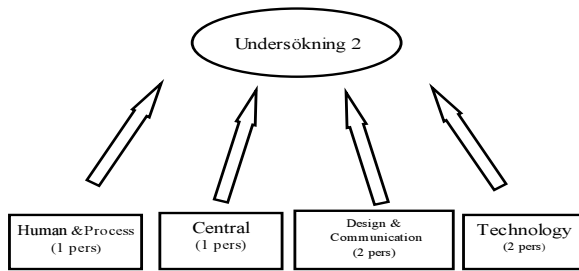 Undersökning 2
Human &Process
(1 pers)
Central
(1 pers)
Design &
Communication
(2 pers)
Technology
(2 pers)